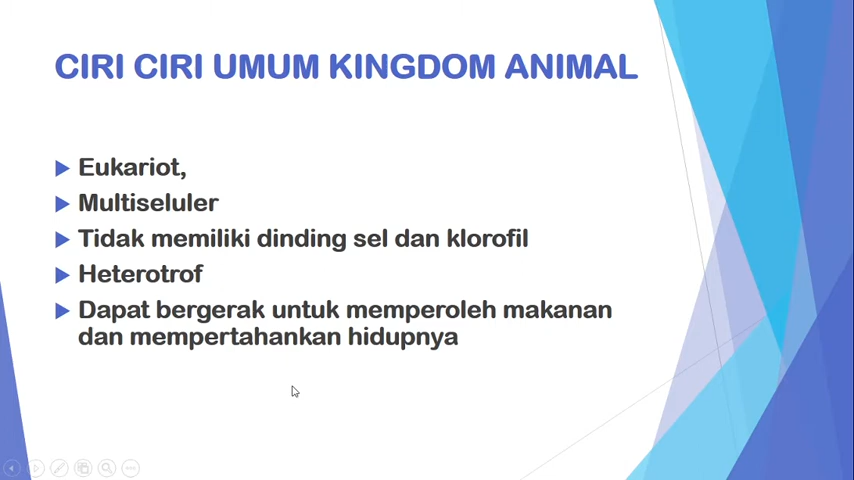 CIRI CIRI UMUM KINGDOM ANIMAL
Eukariot,
Multiseluler
Tidak memiliki dinding sel dan klorofil
Heterotrof
Dapat bergerak untuk memperoleh makanan
dan mempertahankan hidupnya